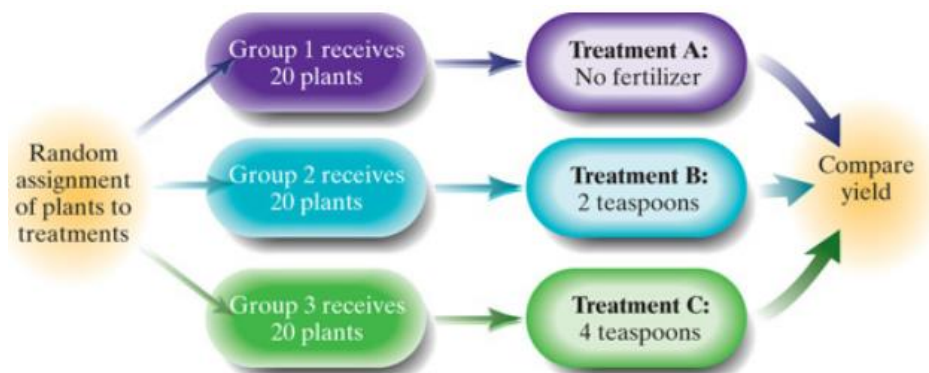 Random
assignment
of plants to
treatments
Group 1 receives
20 plants
Treatment A:
No fertilizer
Group 2 receives
20 plants
Treatment B:
2 teaspoons
Group 3 receives
20 plants
Treatment C:
4 teaspoons
Compare
yield